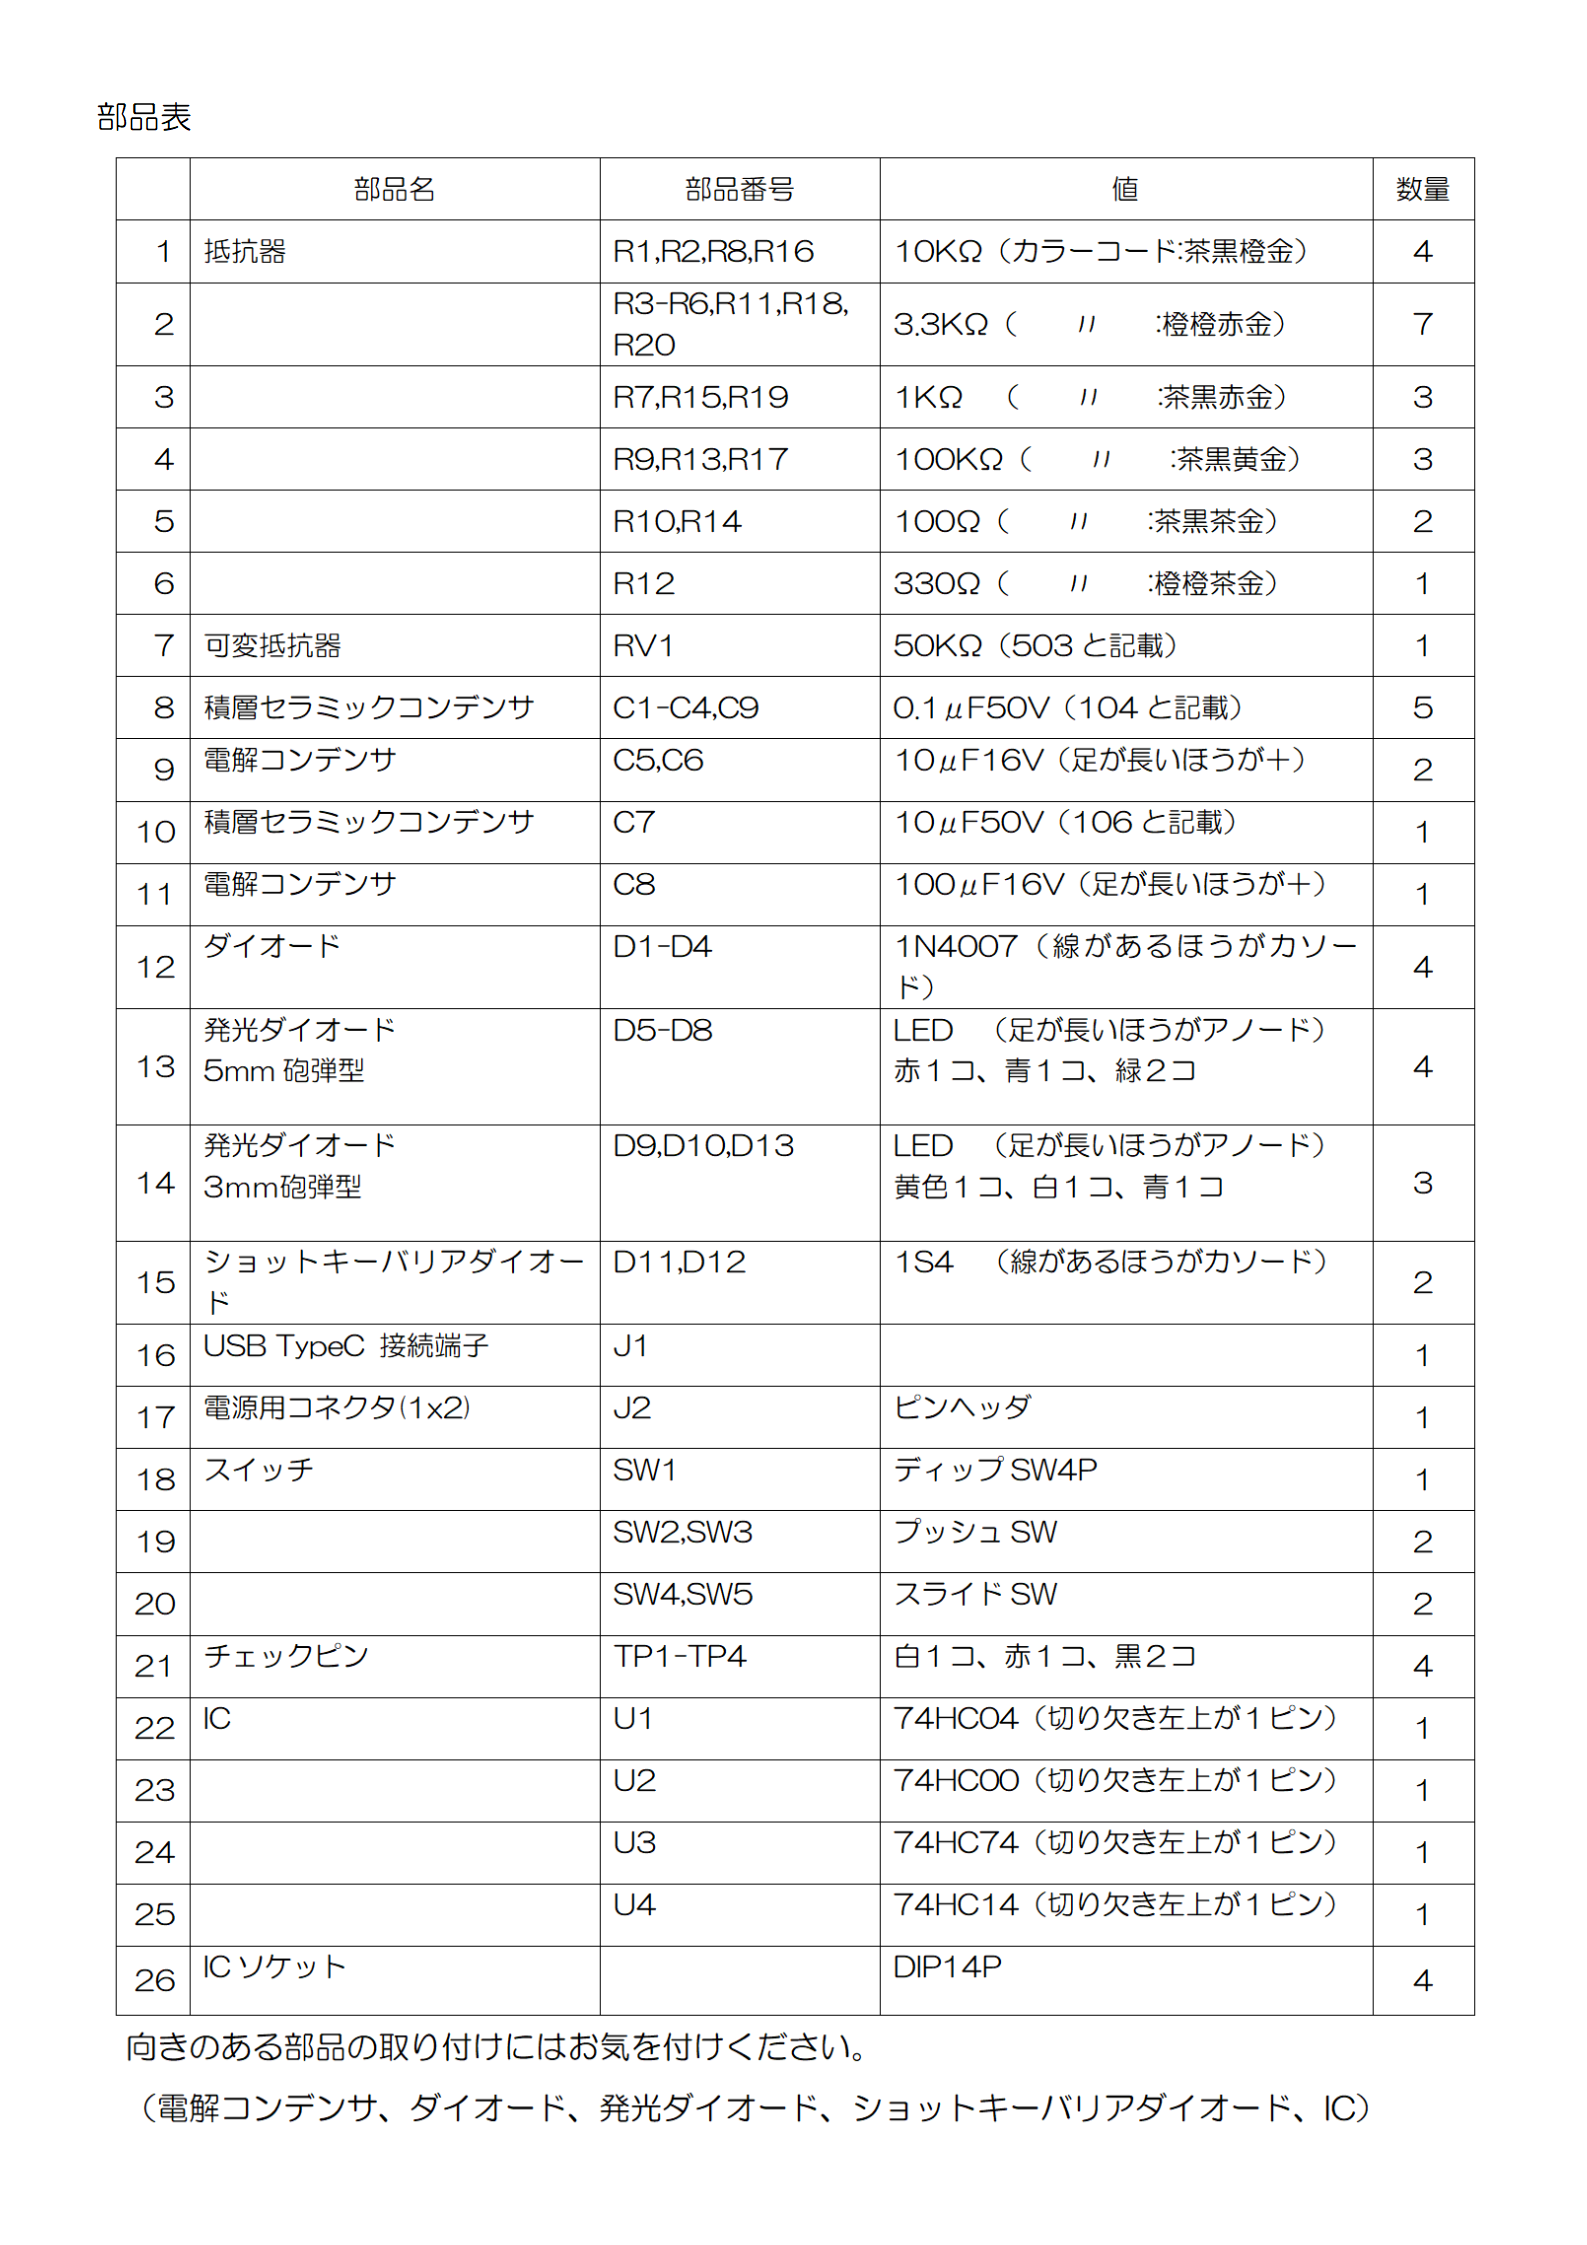 部品表
部品名 部品番号 値 数量
1 抵抗器 R1,R2,R8,R16 10KΩ（カラーコード:茶黒橙金） 4
2 R3-R6,R11,R18, 3.3KΩ（ 〃 :橙橙赤金） 7
R20
3 R7,R15,R19 1KΩ （ 〃 :茶黒赤金） 3
4 R9,R13,R17 100KΩ（ 〃 :茶黒黄金） 3
5 R10,R14 100Ω（ 〃 :茶黒茶金） 2
6 R12 330Ω（ 〃 :橙橙茶金） 1
7 可変抵抗器 RV1 50KΩ（503 と記載） 1
8 積層セラミックコンデンサ C1-C4,C9 0.1μF50V（104 と記載） 5
9 電解コンデンサ C5,C6 10μF16V（足が長いほうが＋） 2
10 積層セラミックコンデンサ C7 10μF50V（106 と記載） 1
11 電解コンデンサ C8 100μF16V（足が長いほうが＋） 1
12 ダイオード D1-D4 1N4007（線があるほうがカソー 4
ド）
13 発光ダイオード D5-D8 LED （足が長いほうがアノード） 4
5mm 砲弾型 赤１コ、青１コ、緑２コ
14 発光ダイオード D9,D10,D13 LED （足が長いほうがアノード） 3
3mm砲弾型 黄色１コ、白１コ、青１コ
15 ショットキーバリアダイオー D11,D12 1S4 （線があるほうがカソード） 2
ド
16 USB TypeC 接続端子 J1 1
17 電源用コネクタ(1x2) J2 ピンヘッダ 1
18 スイッチ SW1 ディップ SW4P 1
19 SW2,SW3 プッシュ SW 2
20 SW4,SW5 スライド SW 2
21 チェックピン TP1-TP4 白１コ、赤１コ、黒２コ 4
22 IC U1 74HC04（切り欠き左上が１ピン） 1
23 U2 74HC00（切り欠き左上が１ピン） 1
24 U3 74HC74（切り欠き左上が１ピン） 1
25 U4 74HC14（切り欠き左上が１ピン） 1
26 IC ソケット DIP14P 4
向きのある部品の取り付けにはお気を付けください。
（電解コンデンサ、ダイオード、発光ダイオード、ショットキーバリアダイオード、IC）